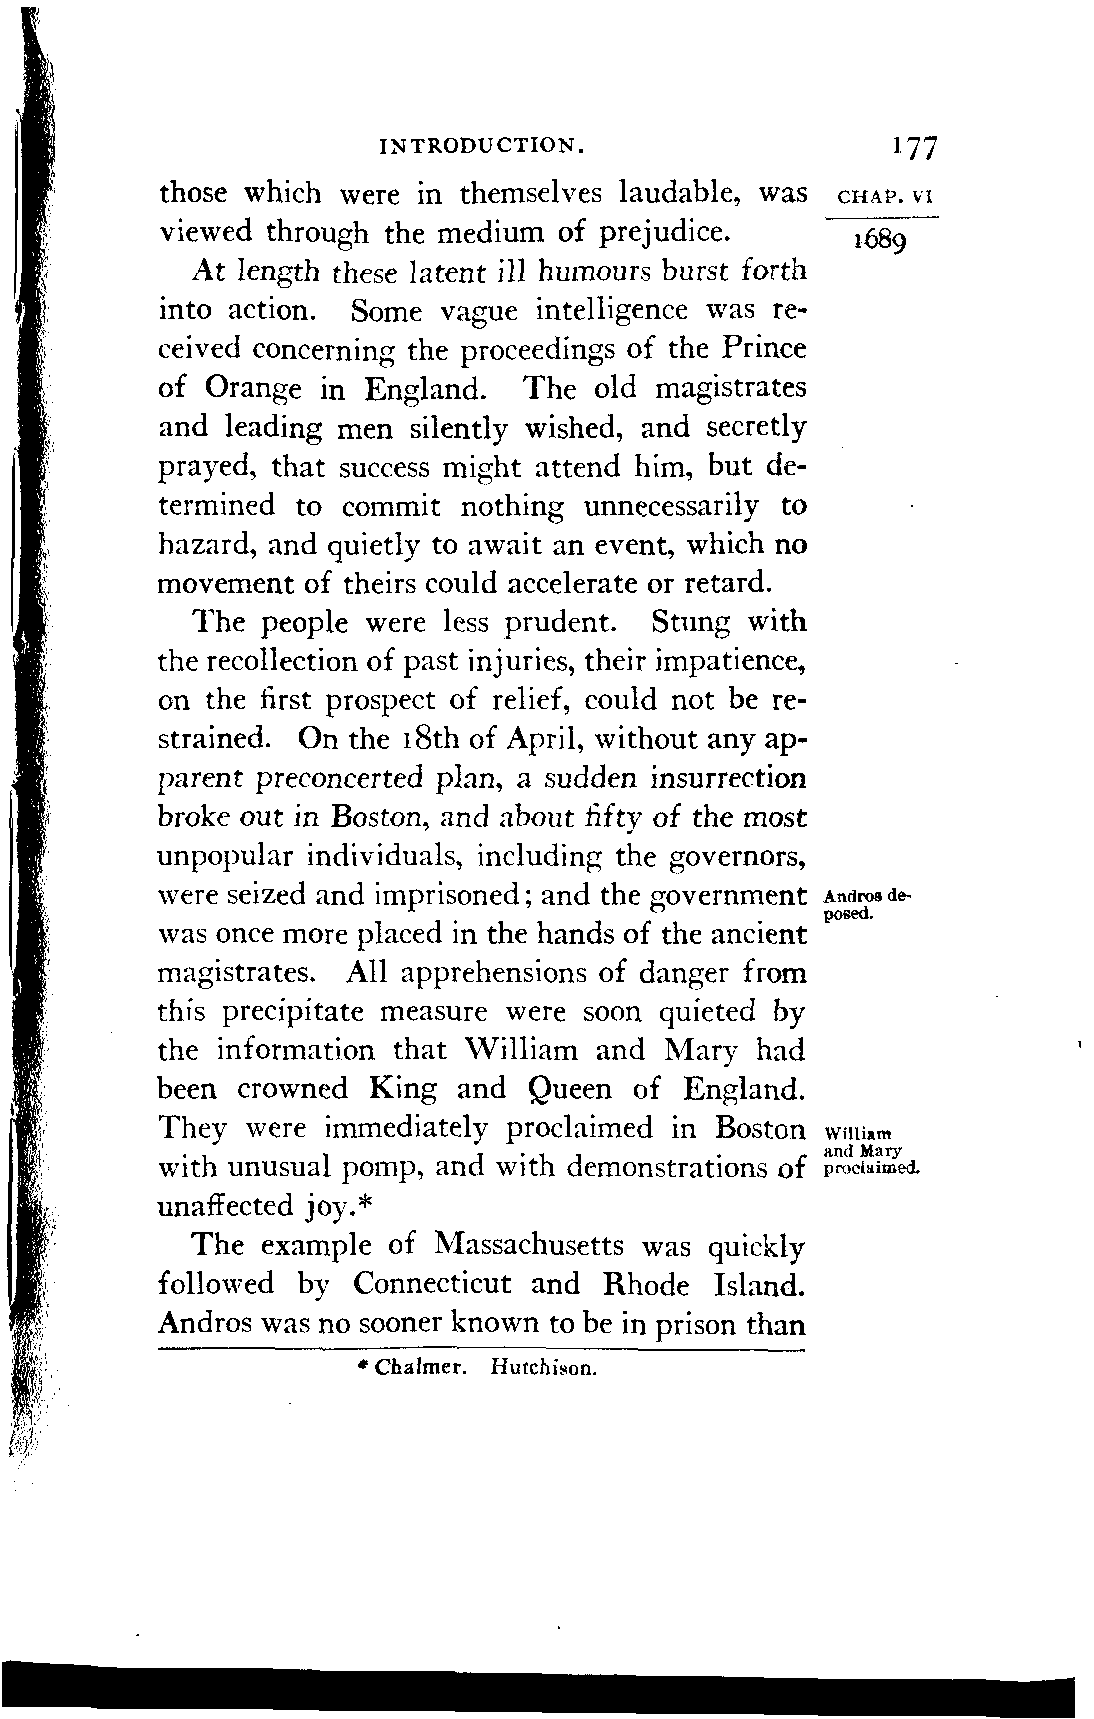 INTRODUCTION. 177
those which were in themselves laudable, was CHAP. VI
viewed through the medium of prejudice. 1689
At length these latent ill humours burst forth
into action. Some vague intelligence was re-
ceived concerning the proceedings of the Prince
of Orange in England. The old magistrates
and leading men silently wished, and secretly
prayed, that success might attend him, but de-
termined to commit nothing unnecessarily to
hazard, and quietly to await an event, which no
movement of theirs could accelerate or retard.
The people were less prudent. Stung with
the recollection of past injuries, their impatience,
on the first prospect of relief, could not be re-
strained. On the 18th of April, without any ap-
parent preconcerted plan, a sudden insurrection
broke out in Boston, and about fifty of the most
unpopular individuals, including the governors,
were seized and imprisoned; and the government
Andros de-
posed.
was once more placed in the hands of the ancient
magistrates. All apprehensions of danger from
this precipitate measure were soon quieted by
the information that William and Mary had
been crowned King and Queen of England.
They were immediately proclaimed in Boston
William
and Mary
proclaimed.
with unusual pomp, and with demonstrations of
unaffected joy.*
The example of Massachusetts was quickly
followed by Connecticut and Rhode Island.
Andros was no sooner known to be in prison than
* Chalmer. Hutchison.